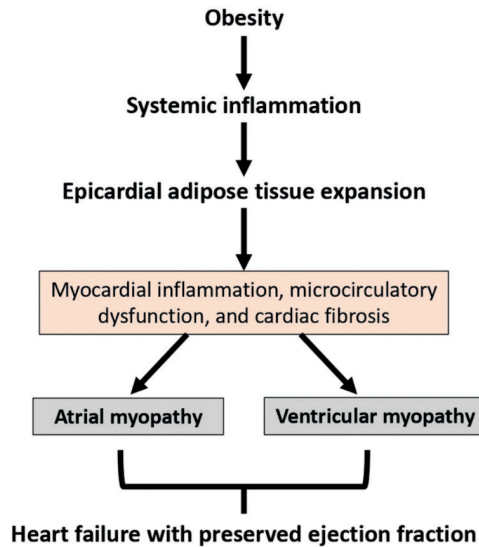 Obesity
Systemic inflammation
Epicardial adipose tissue expansion
Myocardial inflammation, microcirculatory
dysfunction, and cardiac fibrosis
Atrial myopathy
Ventricular myopathy
Heart failure with preserved ejection fraction